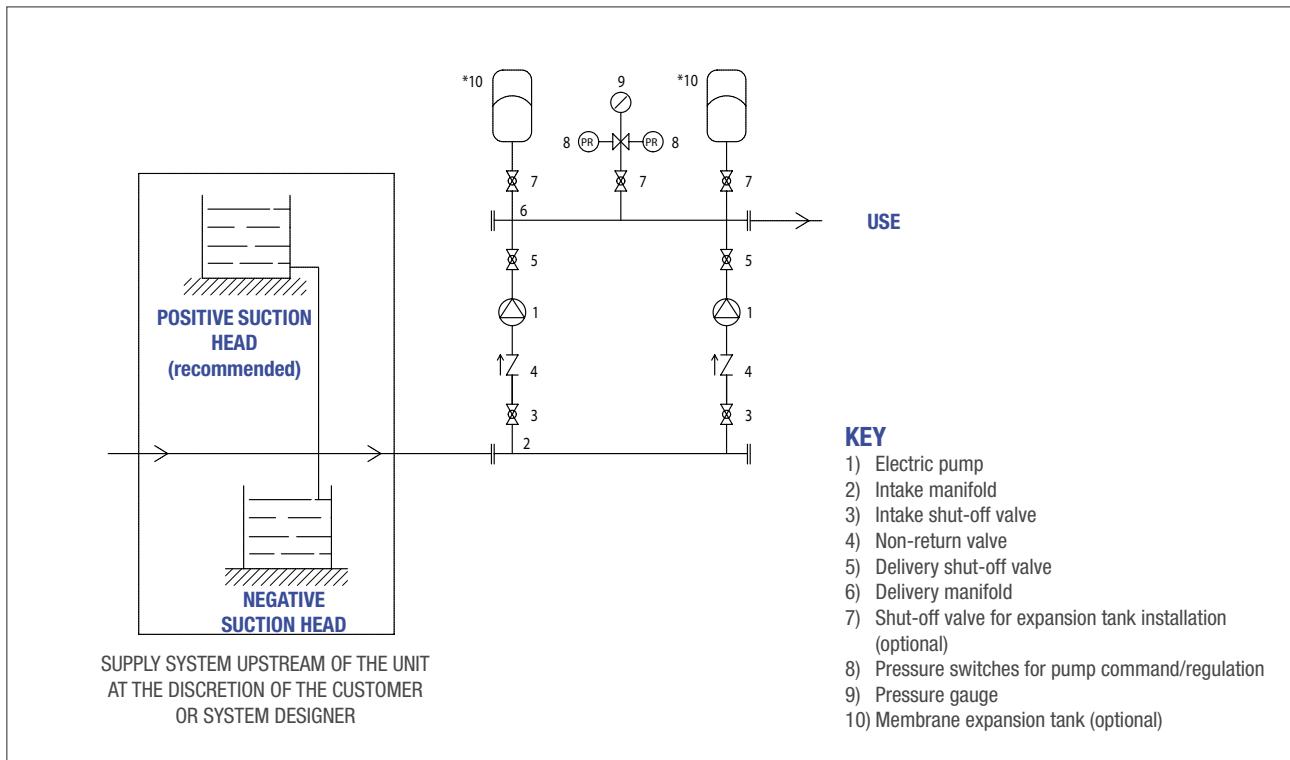 *10
9
*10
8 PR PR 8
7
7
7
6
USE
5
5
POSITIVE SUCTION
HEAD
(recommended)
1
1
4
4
3
3
2
NEGATIVE
SUCTION HEAD
SUPPLY SYSTEM UPSTREAM OF THE UNIT
AT THE DISCRETION OF THE CUSTOMER
OR SYSTEM DESIGNER
KEY
1) Electric pump
2) Intake manifold
3) Intake shut-off valve
4) Non-return valve
5) Delivery shut-off valve
6) Delivery manifold
7) Shut-off valve for expansion tank installation
(optional)
8) Pressure switches for pump command/regulation
9) Pressure gauge
10) Membrane expansion tank (optional)